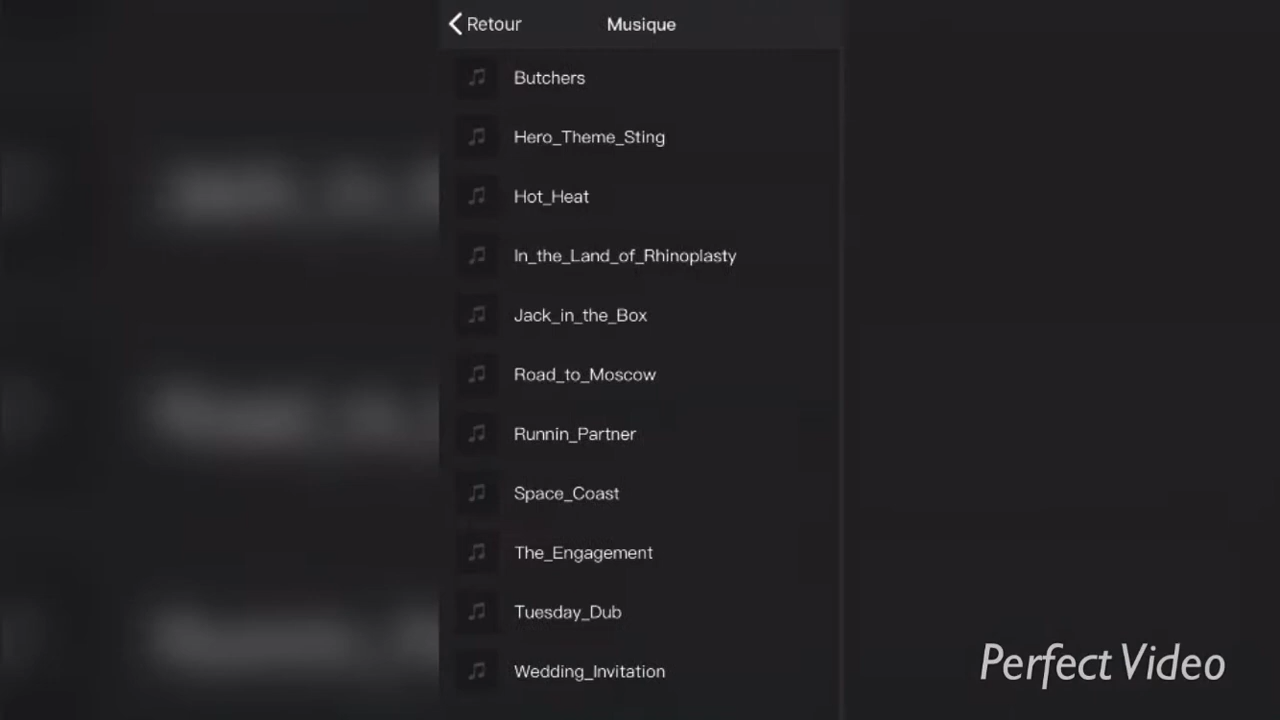 Retour
Musique
Butchers
Hero_Theme_Sting
Hot_Heat
In_the_Land_of_Rhinoplasty
Jack_in_the_Box
Road_to_Moscow
Runnin_Partner
Space_Coast
The_Engagement
Tuesday_Dub
Wedding_Invitation
Perfect Video